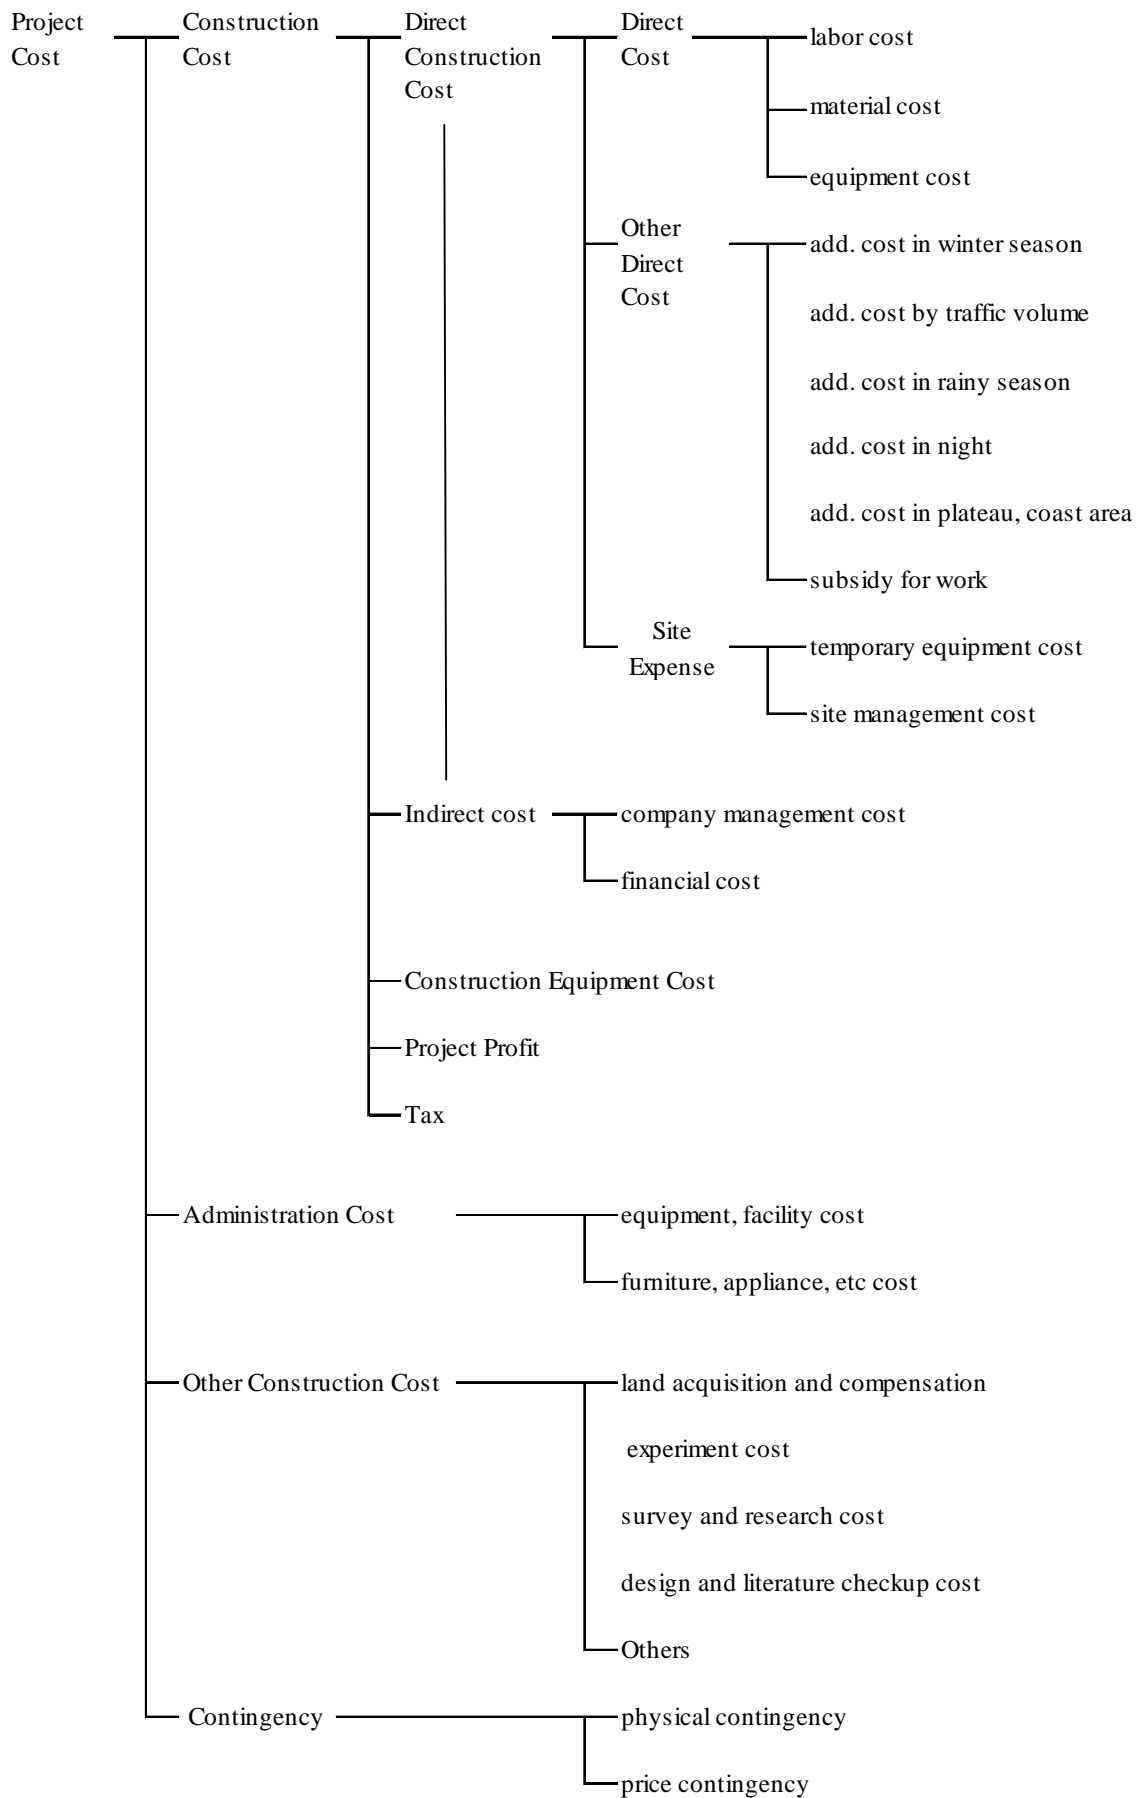 Project
Cost
Construction
Cost
Direct
Construction
Cost
Direct
Cost
labor cost
material cost
equipment cost
Other
Direct
Cost
add. cost in winter season
add. cost by traffic volume
add. cost in rainy season
add. cost in night
add. cost in plateau, coast area
subsidy for work
Site
Expense
temporary equipment cost
site management cost
Indirect cost
company management cost
financial cost
Construction Equipment Cost
Project Profit
Tax
Administration Cost
equipment, facility cost
furniture, appliance, etc cost
Other Construction Cost
land acquisition and compensation
experiment cost
survey and research cost
design and literature checkup cost
Others
Contingency
physical contingency
price contingency